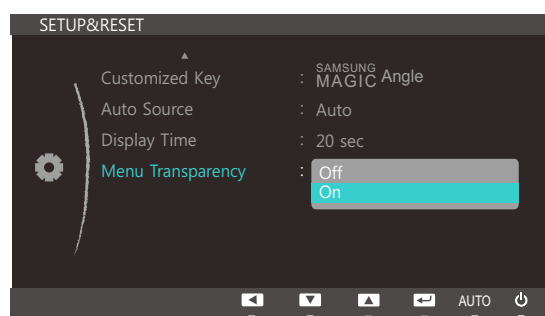 SETUP&RESET
Customized Key : SAMSUNG MAGIC Angle
Auto Source : Auto
Display Time : 20 sec
Menu Transparency : Off
On
AUTO